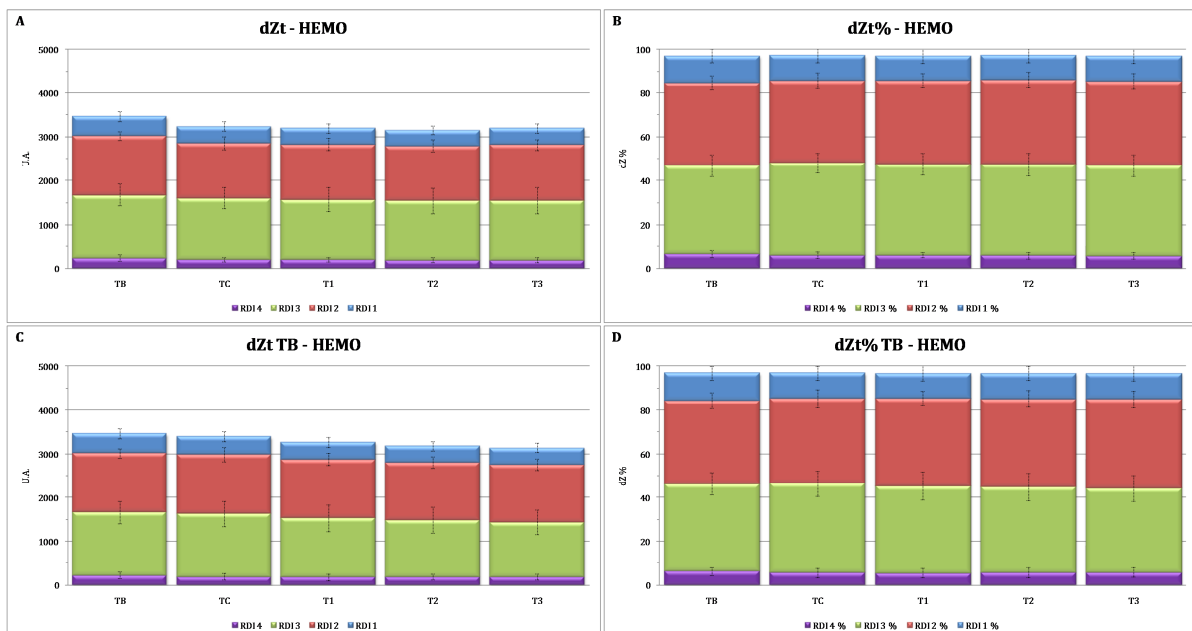 A
dZt - HEMO
5000
4000
3000
2000
1000
0
U.A.
TB TC T1 T2 T3
RDI4 RDI3 RDI2 RDI1
B
dZt% - HEMO
100
80
60
40
20
0
dZ %
TB TC T1 T2 T3
RDI4 % RDI3 % RDI2 % RDI1 %
C
dZt TB - HEMO
5000
4000
3000
2000
1000
0
U.A.
TB TC T1 T2 T3
RDI4 RDI3 RDI2 RDI1
D
dZt% TB - HEMO
100
80
60
40
20
0
dZ %
TB TC T1 T2 T3
RDI4 % RDI3 % RDI2 % RDI1 %